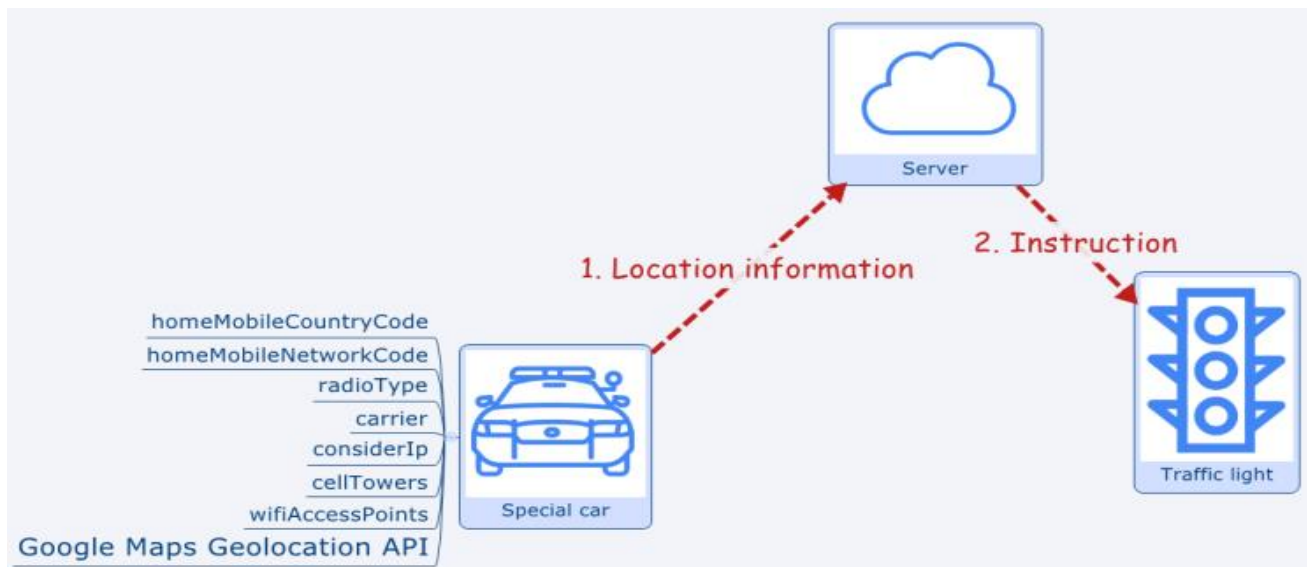 Server
2. Instruction
1. Location information
homeMobileCountryCode
homeMobileNetworkCode
radioType
carrier
considerIp
cellTowers
wifiAccessPoints
Google Maps Geolocation API
Special car
Traffic light